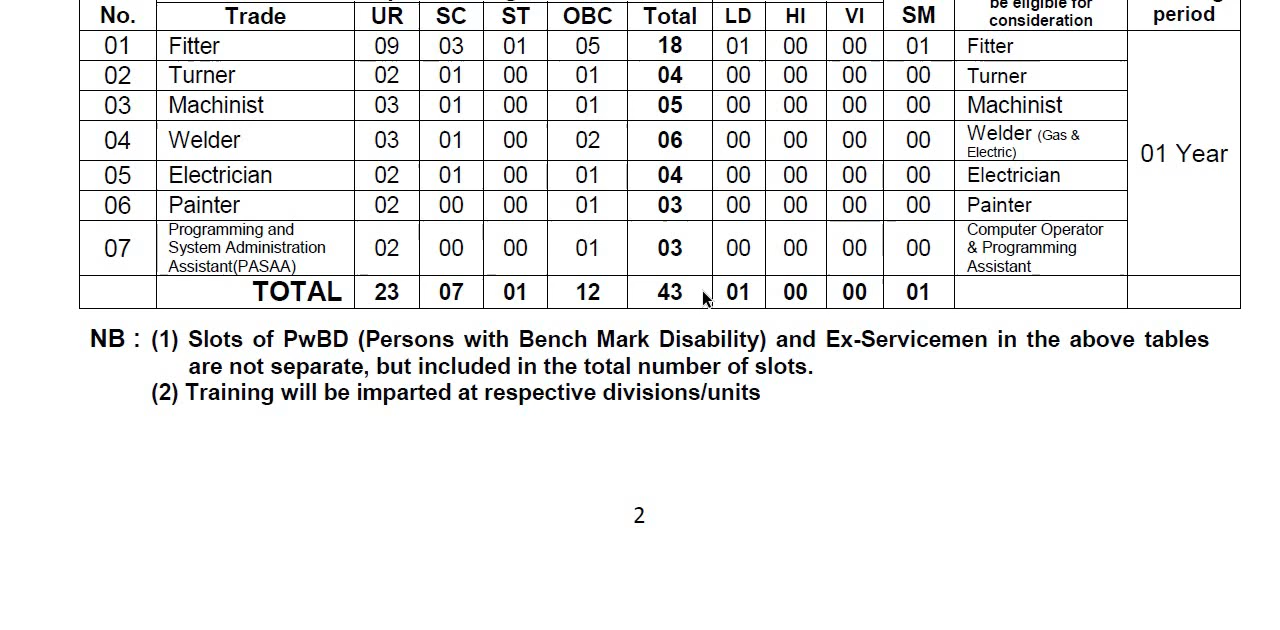 be eligible for
No. Trade UR SC ST OBC Total LD HI VI SM consideration period
01 Fitter 09 03 01 05 18 01 00 00 01 Fitter
02 Turner 02 01 00 01 04 00 00 00 00 Turner
03 Machinist 03 01 00 01 05 00 00 00 00 Machinist
04 Welder 03 01 00 02 06 00 00 00 00 Welder (Gas &
Electric)
01 Year
05 Electrician 02 01 00 01 04 00 00 00 00 Electrician
06 Painter 02 00 00 01 03 00 00 00 00 Painter
Programming and Computer Operator
07 System Administration 02 00 00 01 03 00 00 00 00 & Programming
Assistant(PASAA) Assistant
TOTAL 23 07 01 12 43 01 00 00 01
NB : (1) Slots of PwBD (Persons with Bench Mark Disability) and Ex-Servicemen in the above tables
are not separate, but included in the total number of slots.
(2) Training will be imparted at respective divisions/units
2